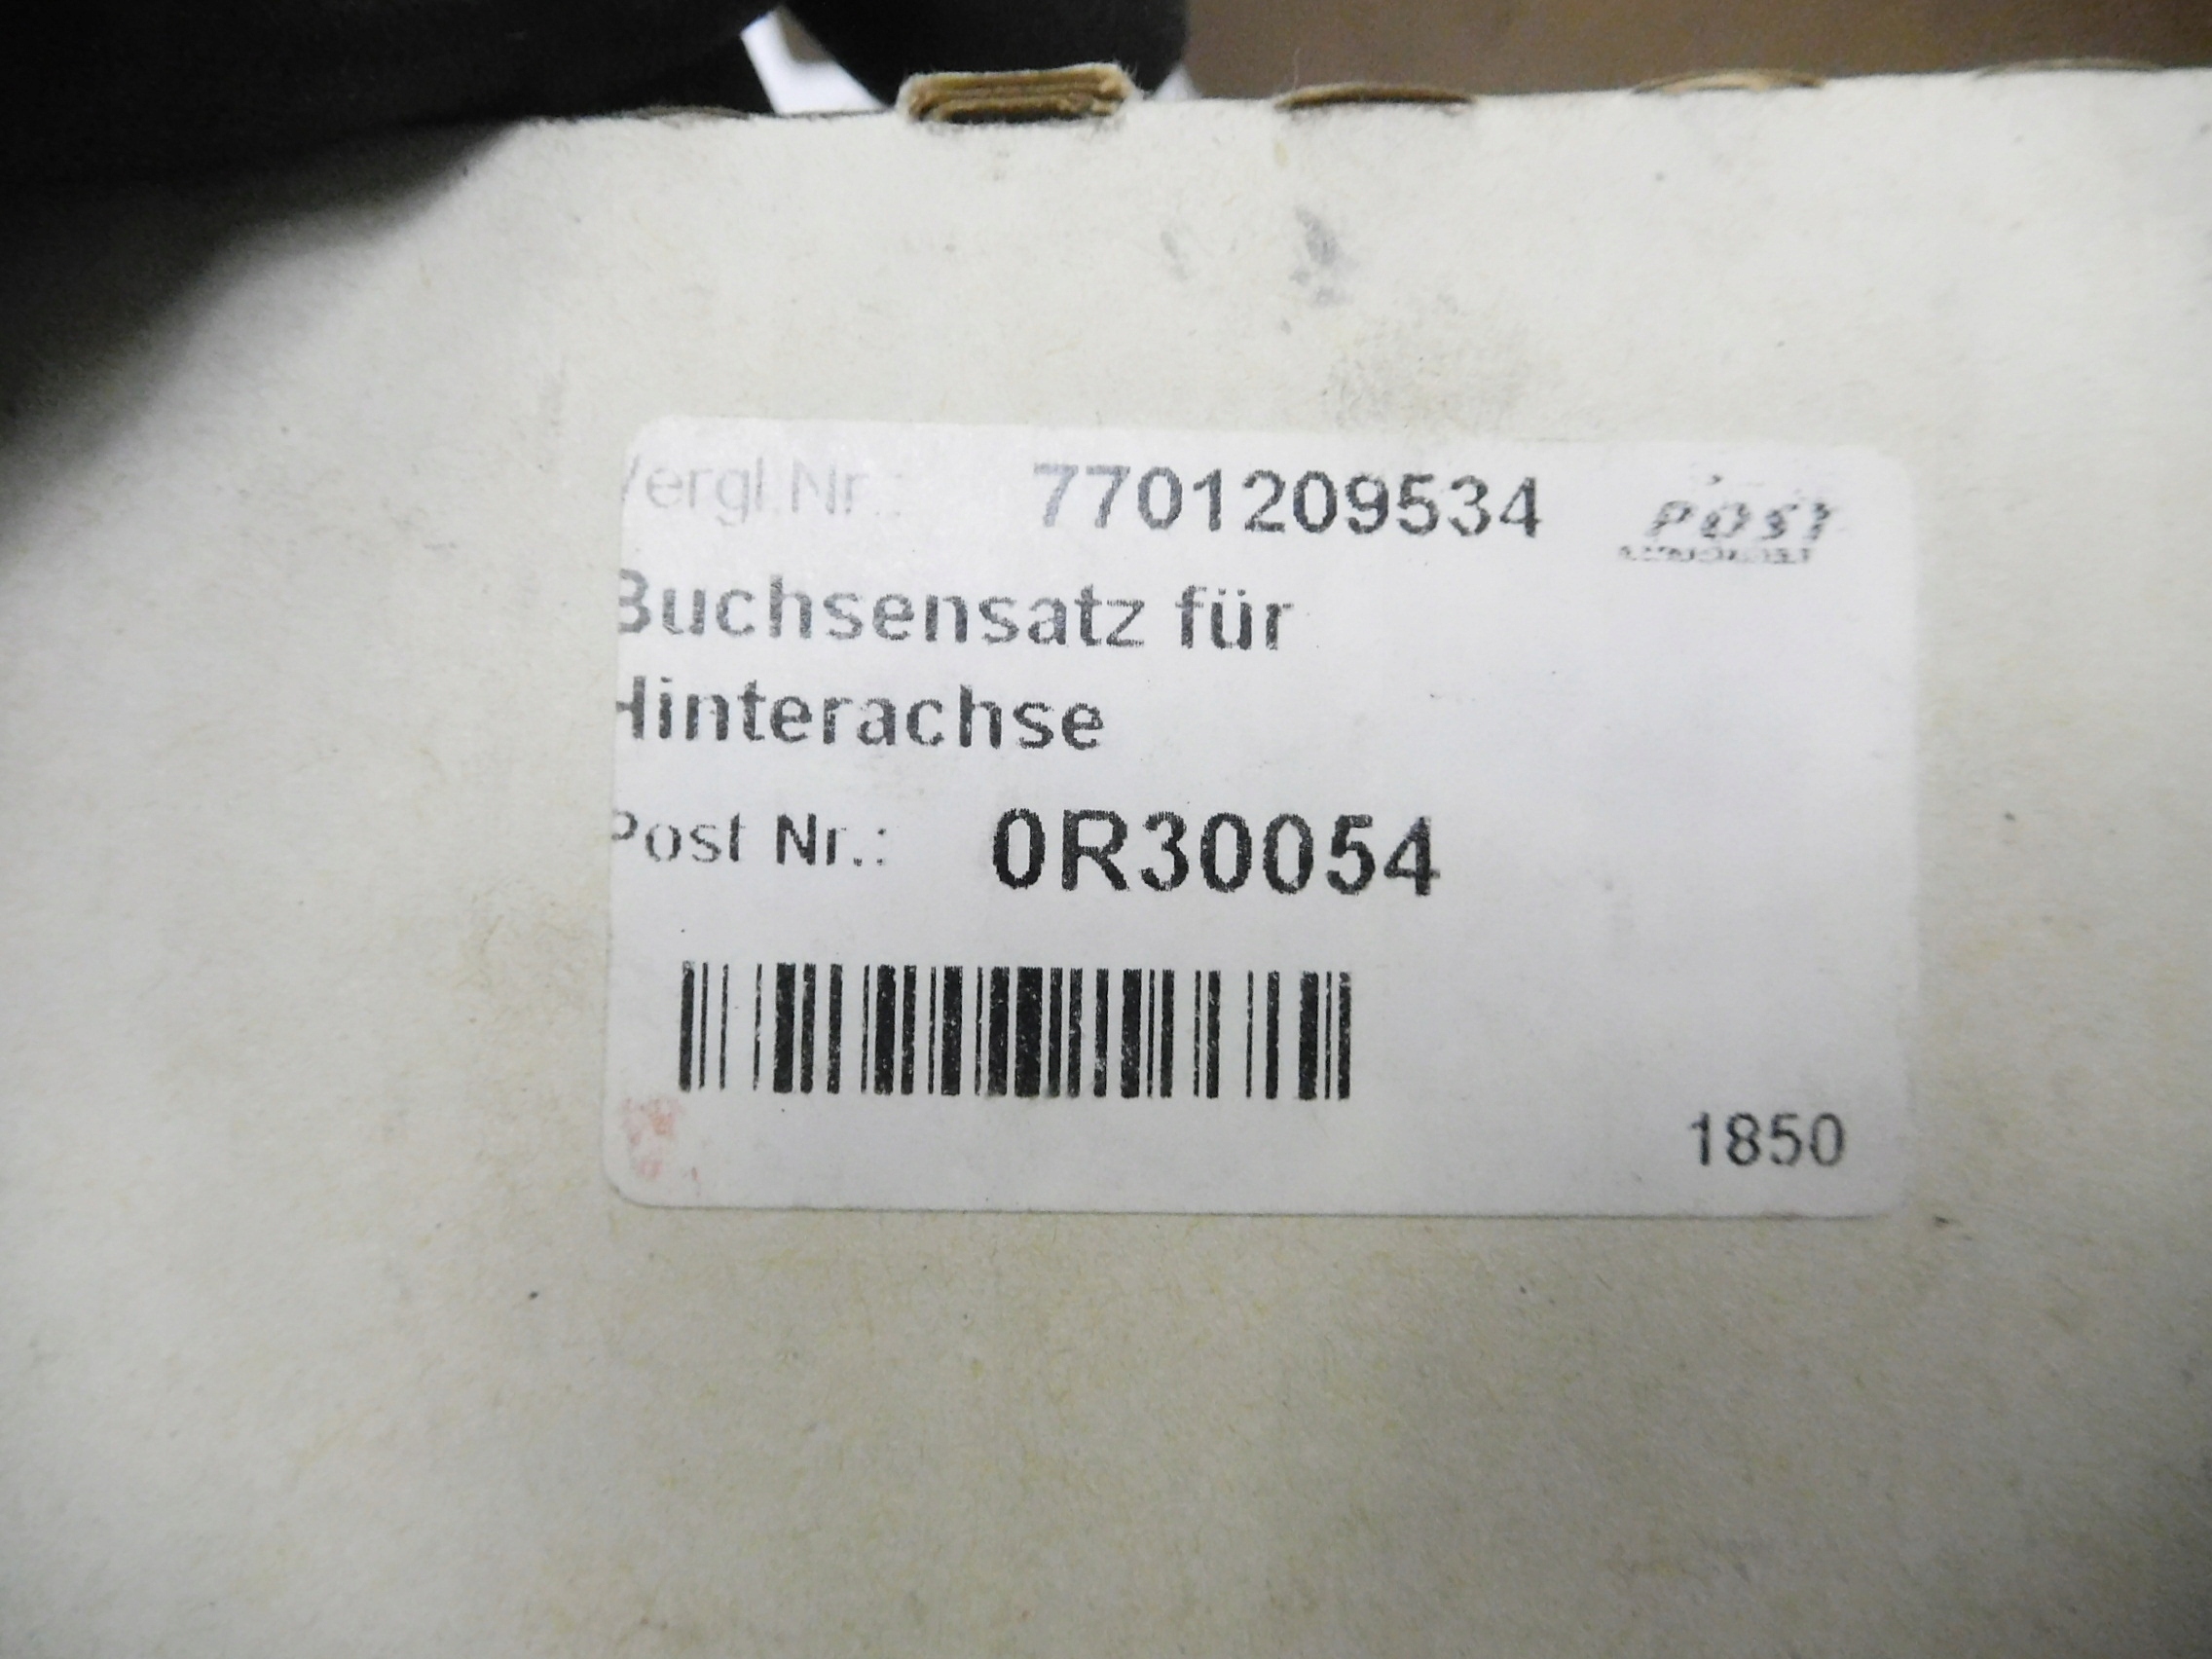 Vergl.Nr.: 7701209534 POST
Buchsensatz für
Hinterachse
Post Nr.: 0R30054
1850